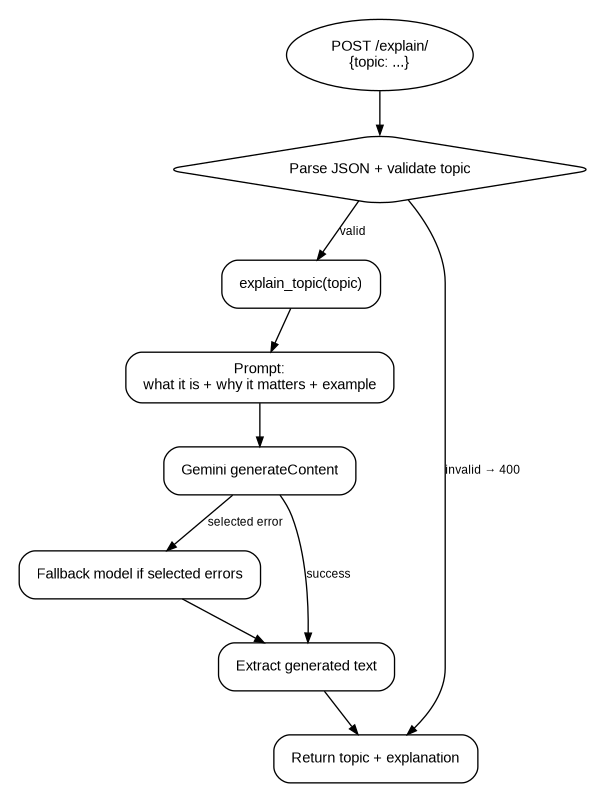 POST /explain/
{topic: ...}
Parse JSON + validate topic
valid
explain_topic(topic)
Prompt:
what it is + why it matters + example
Gemini generateContent
invalid → 400
selected error
Fallback model if selected errors
success
Extract generated text
Return topic + explanation